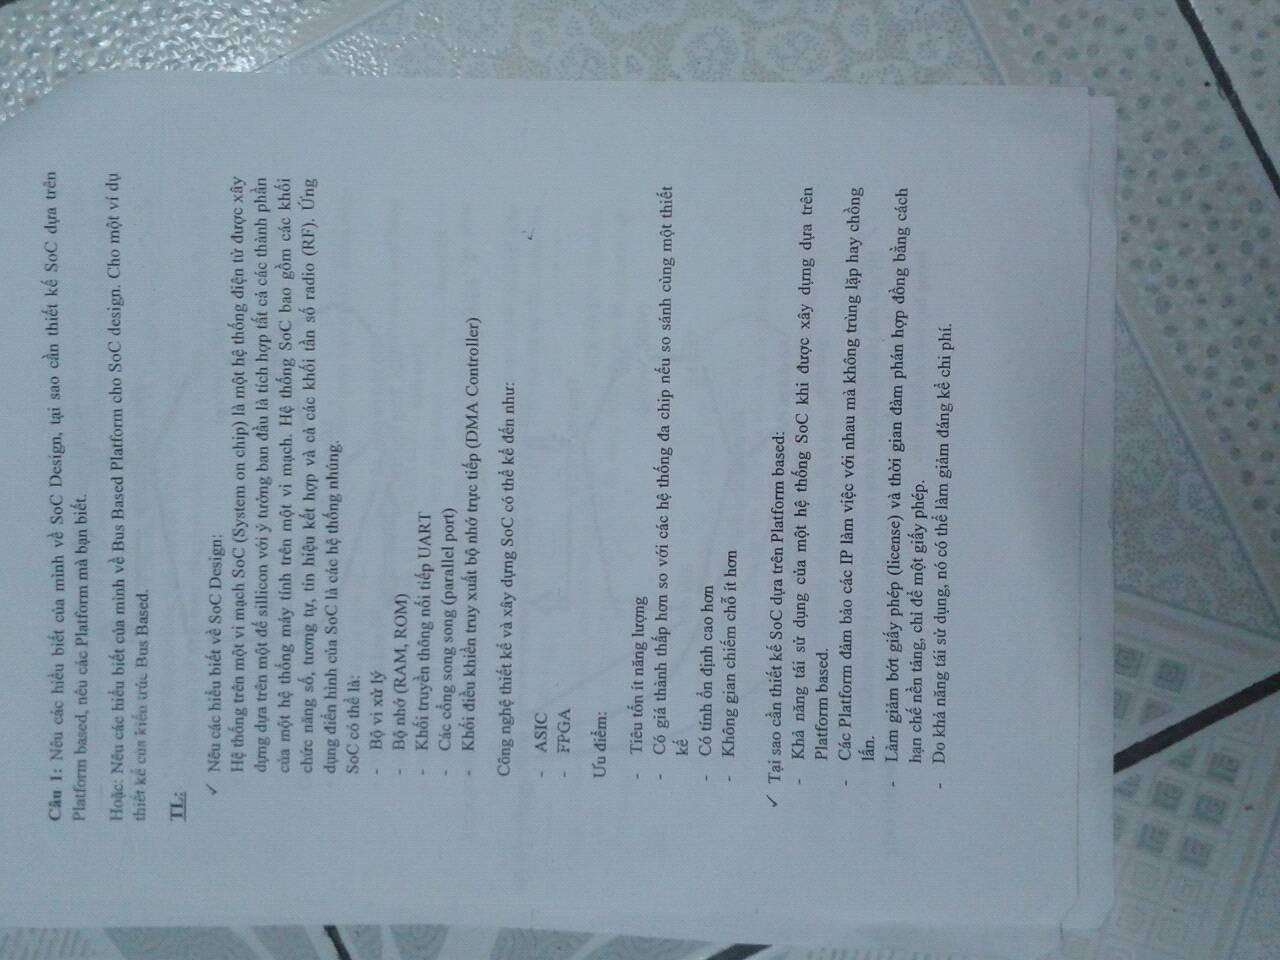 Câu 1: Nêu các hiểu biết của mình về SoC Design, tại sao cần thiết kế SoC dựa trên
Platform based, nêu các Platform mà bạn biết.
Hoặc: Nêu các hiểu biết của mình về Bus Based Platform cho SoC design. Cho một ví dụ
thiết kế của kiến trúc Bus Based.
TL:
✓ Nêu các hiểu biết về SoC Design:
Hệ thống trên một vi mạch SoC (System on chip) là một hệ thống điện tử được xây
dựng dựa trên một đế sillicon với ý tưởng ban đầu là tích hợp tất cả các thành phần
của một hệ thống máy tính trên một vi mạch. Hệ thống SoC bao gồm các khối
chức năng số, tương tự, tín hiệu kết hợp và cả các khối tần số radio (RF). Ứng
dụng điển hình của SoC là các hệ thống nhúng.
SoC có thể là:
- Bộ vi xử lý
- Bộ nhớ (RAM, ROM)
- Khối truyền thông nối tiếp UART
- Các cổng song song (parallel port)
- Khối điều khiển truy xuất bộ nhớ trực tiếp (DMA Controller)
Công nghệ thiết kế và xây dựng SoC có thể kể đến như:
- ASIC
- FPGA
Ưu điểm:
- Tiêu tốn ít năng lượng
- Có giá thành thấp hơn so với các hệ thống đa chip nếu so sánh cùng một thiết
kế
- Có tính ổn định cao hơn
- Không gian chiếm chỗ ít hơn
✓ Tại sao cần thiết kế SoC dựa trên Platform based:
- Khả năng tái sử dụng của một hệ thống SoC khi được xây dựng dựa trên
Platform based.
- Các Platform đảm bảo các IP làm việc với nhau mà không trùng lặp hay chồng
lấn.
- Làm giảm bớt giấy phép (license) và thời gian đàm phán hợp đồng bằng cách
hạn chế nền tảng, chỉ để một giấy phép.
- Do khả năng tái sử dụng, nó có thể làm giảm đáng kể chi phí.